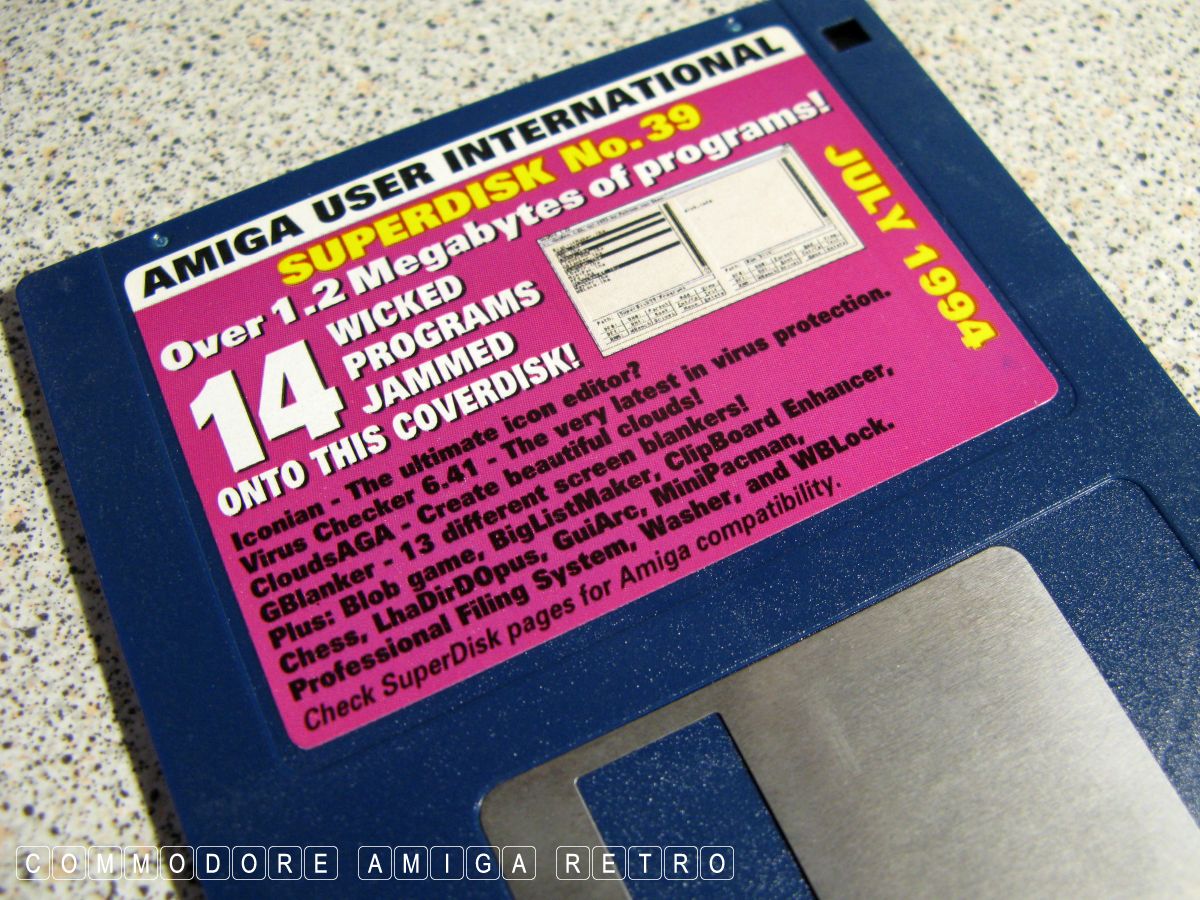 AMIGA USER INTERNATIONAL
SUPERDISK No.39
Over 1.2 Megabytes of programs!
JULY 1994
14
WICKED
PROGRAMS
JAMMED
ONTO THIS COVERDISK!
Iconian - The ultimate icon editor?
Virus Checker 6.41 - The very latest in virus protection.
CloudsAGA - Create beautiful clouds!
GBlanker - 13 different screen blankers!
Plus: Blob game, BigListMaker, ClipBoard Enhancer,
Chess, LhaDirDOpus, GuiArc, MiniPacman,
Professional Filing System, Washer, and WBLock.
Check SuperDisk pages for Amiga compatibility.
COMMODORE AMIGA RETRO